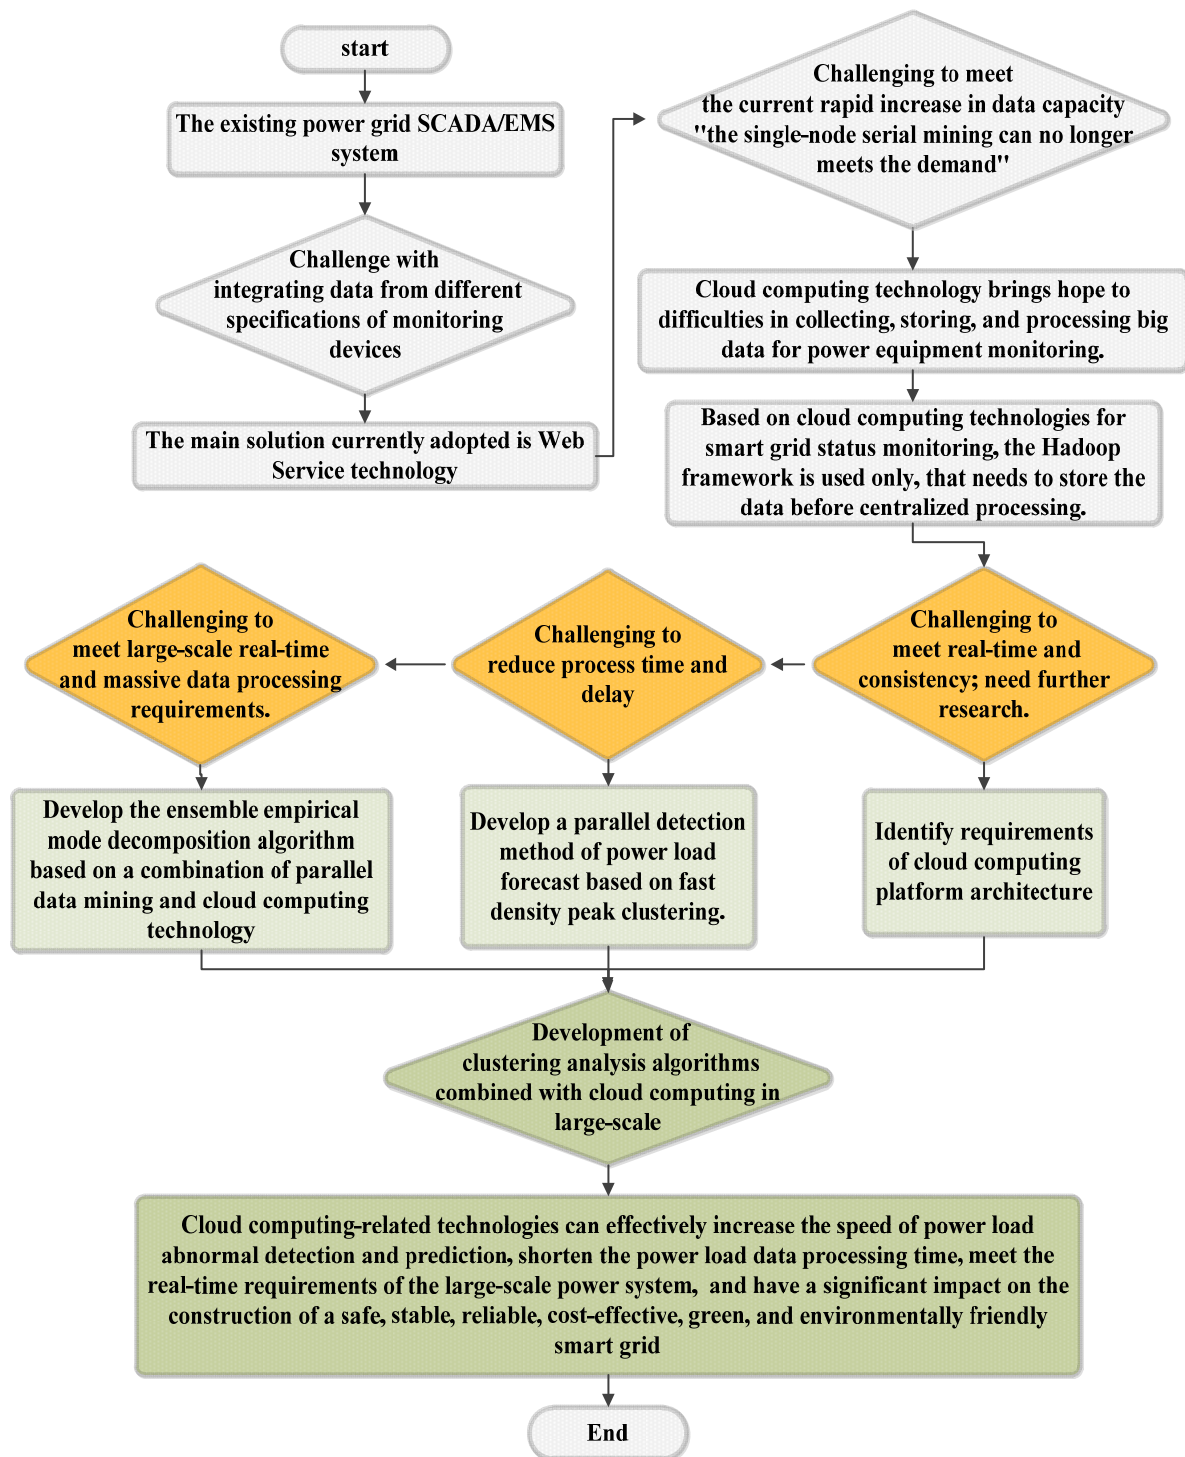 start
The existing power grid SCADA/EMS
system
Challenge with
integrating data from different
specifications of monitoring
devices
The main solution currently adopted is Web
Service technology
Challenging to meet
the current rapid increase in data capacity
"the single-node serial mining can no longer
meets the demand"
Cloud computing technology brings hope to
difficulties in collecting, storing, and processing big
data for power equipment monitoring.
Based on cloud computing technologies for
smart grid status monitoring, the Hadoop
framework is used only, that needs to store the
data before centralized processing.
Challenging to
meet large-scale real-time
and massive data processing
requirements.
Challenging to
reduce process time and
delay
Challenging to
meet real-time and
consistency; need further
research.
Develop the ensemble empirical
mode decomposition algorithm
based on a combination of parallel
data mining and cloud computing
technology
Develop a parallel detection
method of power load
forecast based on fast
density peak clustering.
Identify requirements
of cloud computing
platform architecture
Development of
clustering analysis algorithms
combined with cloud computing in
large-scale
Cloud computing-related technologies can effectively increase the speed of power load
abnormal detection and prediction, shorten the power load data processing time, meet the
real-time requirements of the large-scale power system, and have a significant impact on the
construction of a safe, stable, reliable, cost-effective, green, and environmentally friendly
smart grid
End